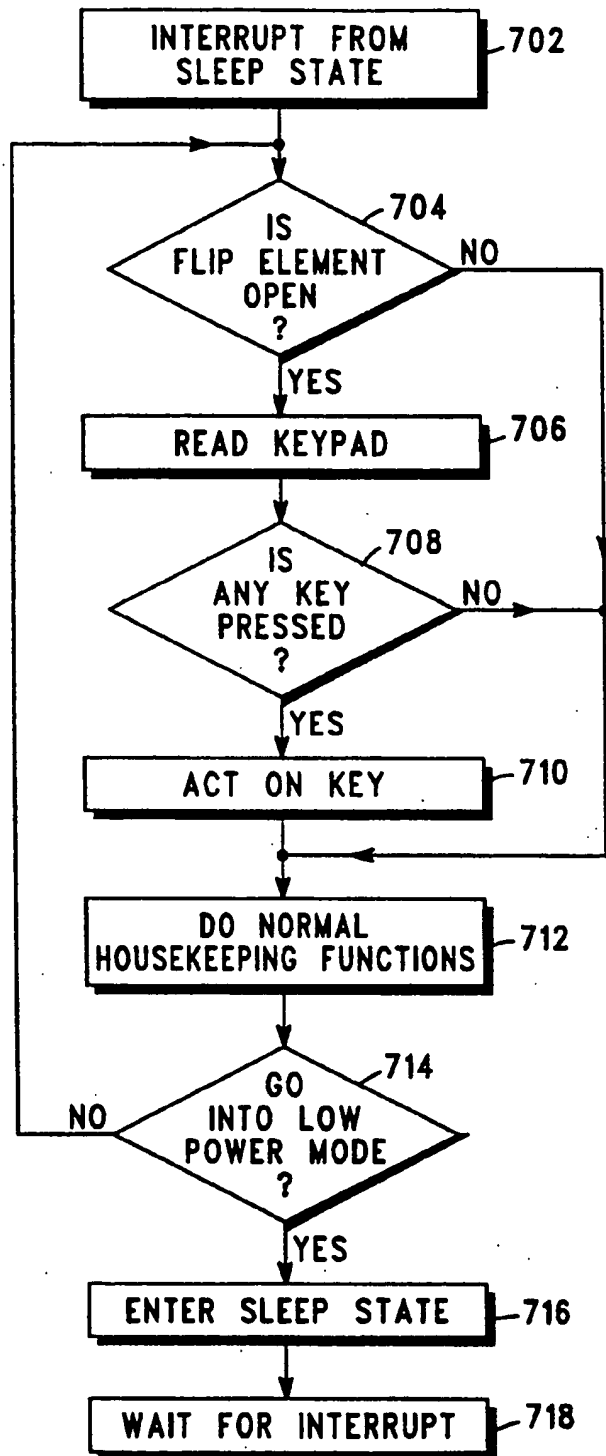 INTERRUPT FROM
SLEEP STATE
702
704
IS
FLIP ELEMENT
OPEN
?
NO
YES
READ KEYPAD
706
708
IS
ANY KEY
PRESSED
?
NO
YES
ACT ON KEY
710
DO NORMAL
HOUSEKEEPING FUNCTIONS
712
714
GO
INTO LOW
POWER MODE
?
NO
YES
ENTER SLEEP STATE
716
WAIT FOR INTERRUPT
718